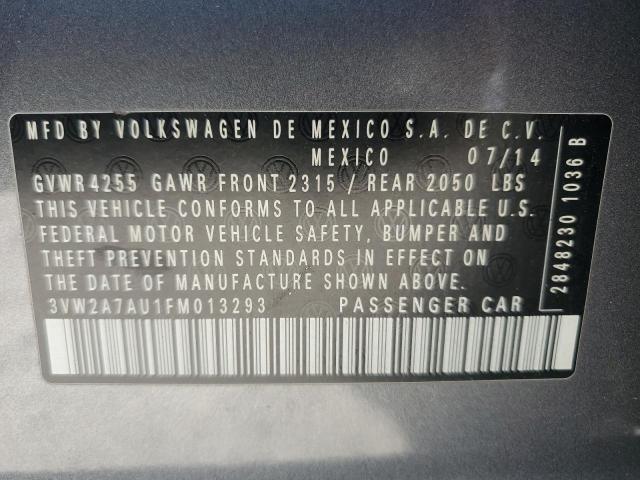 MFD BY VOLKSWAGEN DE MEXICO S.A. DE C.V.
MEXICO 07/14
GVWR 4255 GAWR FRONT 2315 / REAR 2050 LBS
THIS VEHICLE CONFORMS TO ALL APPLICABLE U.S.
FEDERAL MOTOR VEHICLE SAFETY, BUMPER AND
THEFT PREVENTION STANDARDS IN EFFECT ON
THE DATE OF MANUFACTURE SHOWN ABOVE.
3VW2A7AU1FM013293 PASSENGER CAR
2848230 1036 B